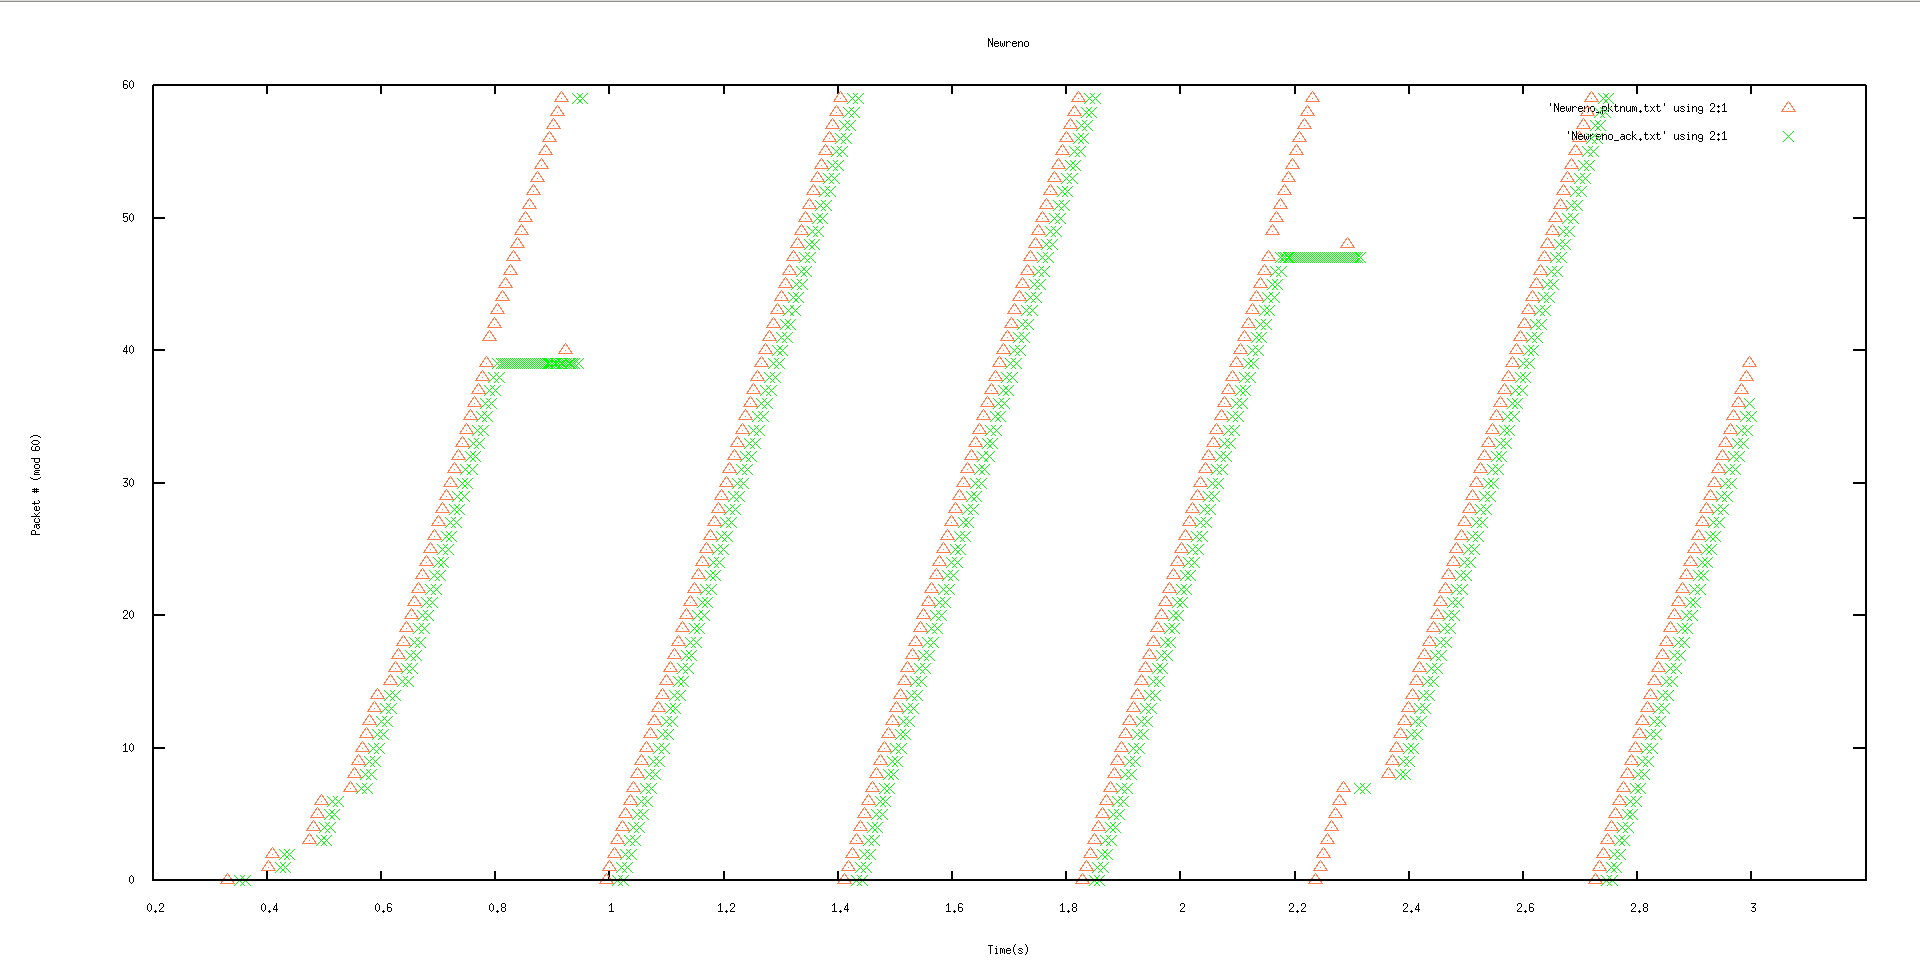 Newreno
60
'Newreno_pktnum.txt' using 2:1
'Newreno_ack.txt' using 2:1
50
40
Packet # (mod 60)
30
20
10
0
0.2 0.4 0.6 0.8 1 1.2 1.4 1.6 1.8 2 2.2 2.4 2.6 2.8 3
Time(s)